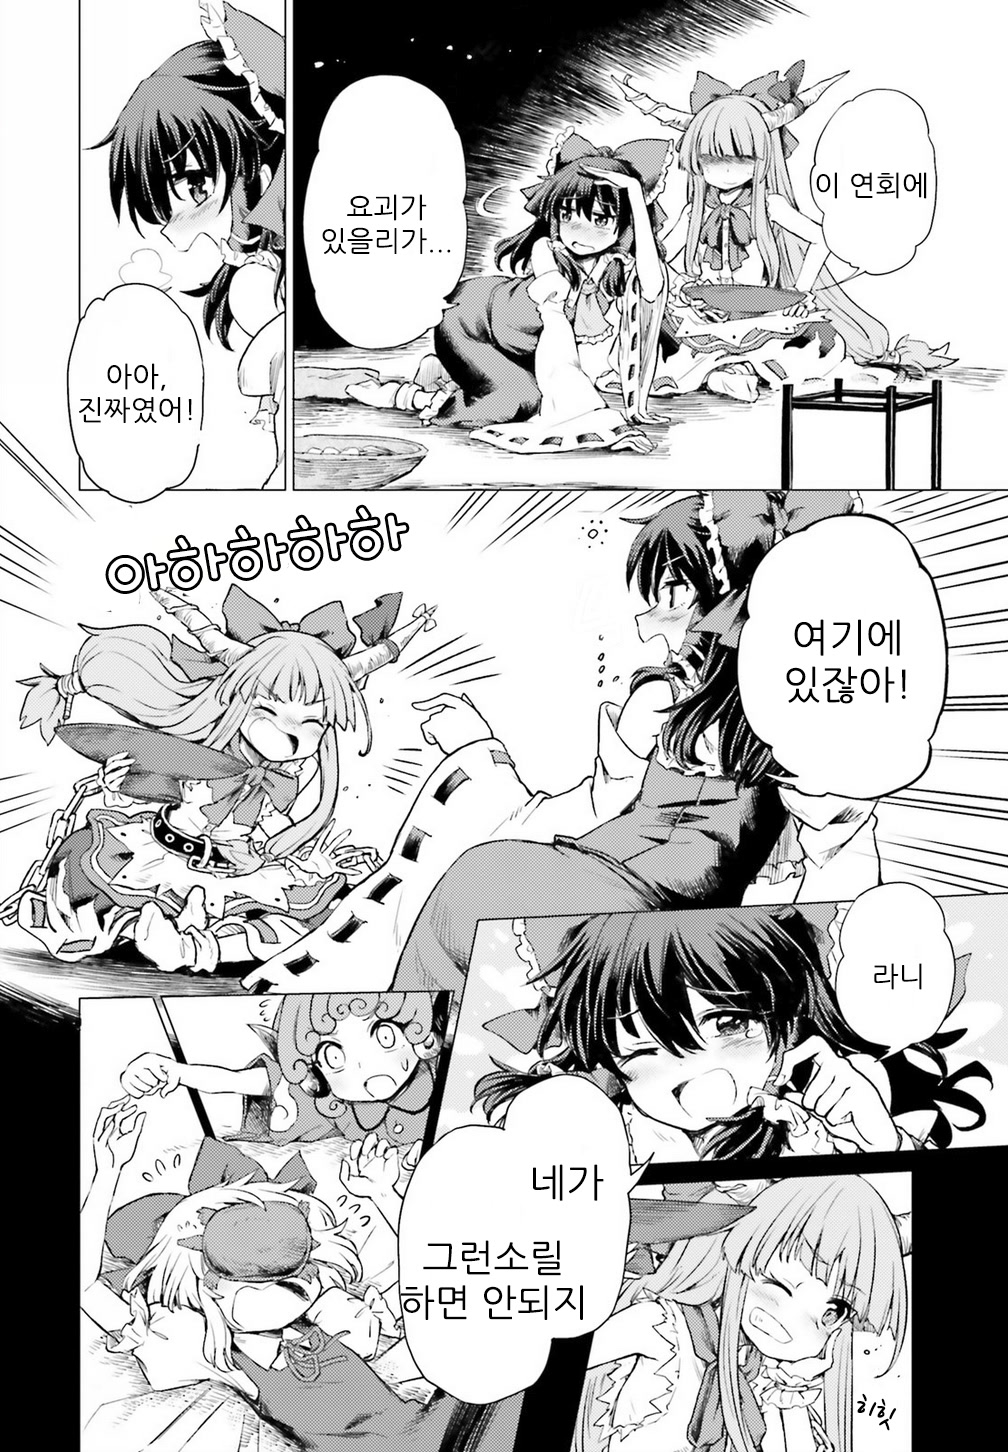 이 연회에
요괴가
있을리가...
아아,
진짜였어!
여기에
있잖아!
아하하하하
라니
네가
그런소릴
하면 안되지
히힛